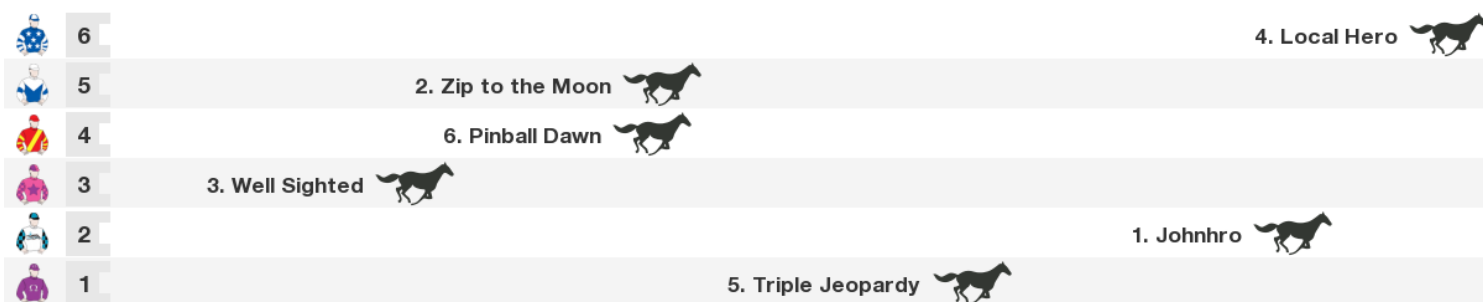 6 4. Local Hero
5 2. Zip to the Moon
4 6. Pinball Dawn
3 3. Well Sighted
2 1. Johnhro
1 5. Triple Jeopardy